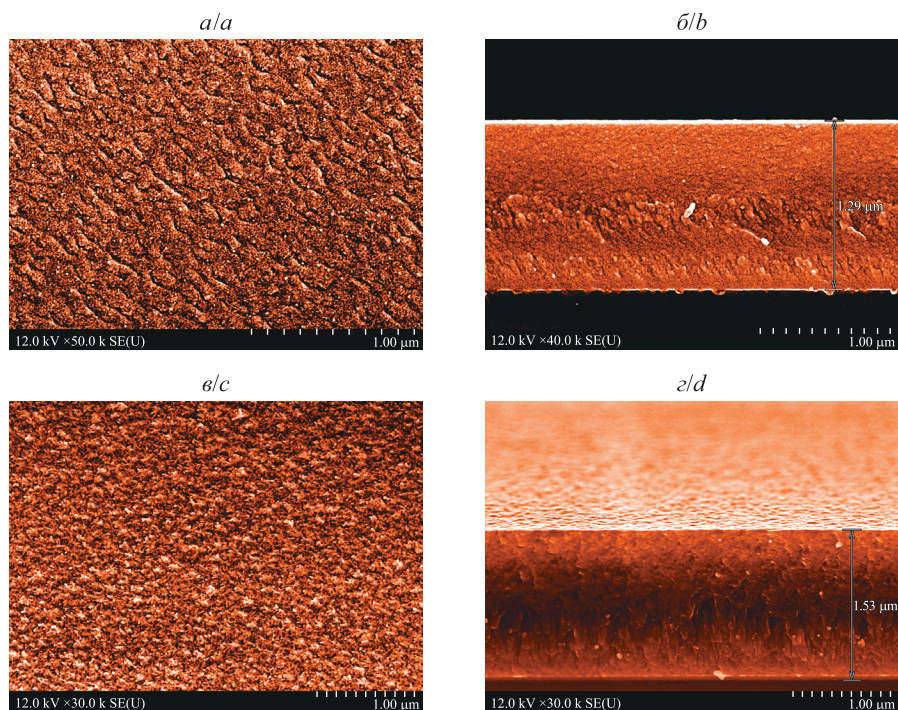 а/a
б/b
1.29 µm
12.0 kV ×50.0 k SE(U) 1.00 µm
12.0 kV ×40.0 k SE(U) 1.00 µm
в/c
г/d
1.53 µm
12.0 kV ×30.0 k SE(U) 1.00 µm
12.0 kV ×30.0 k SE(U) 1.00 µm